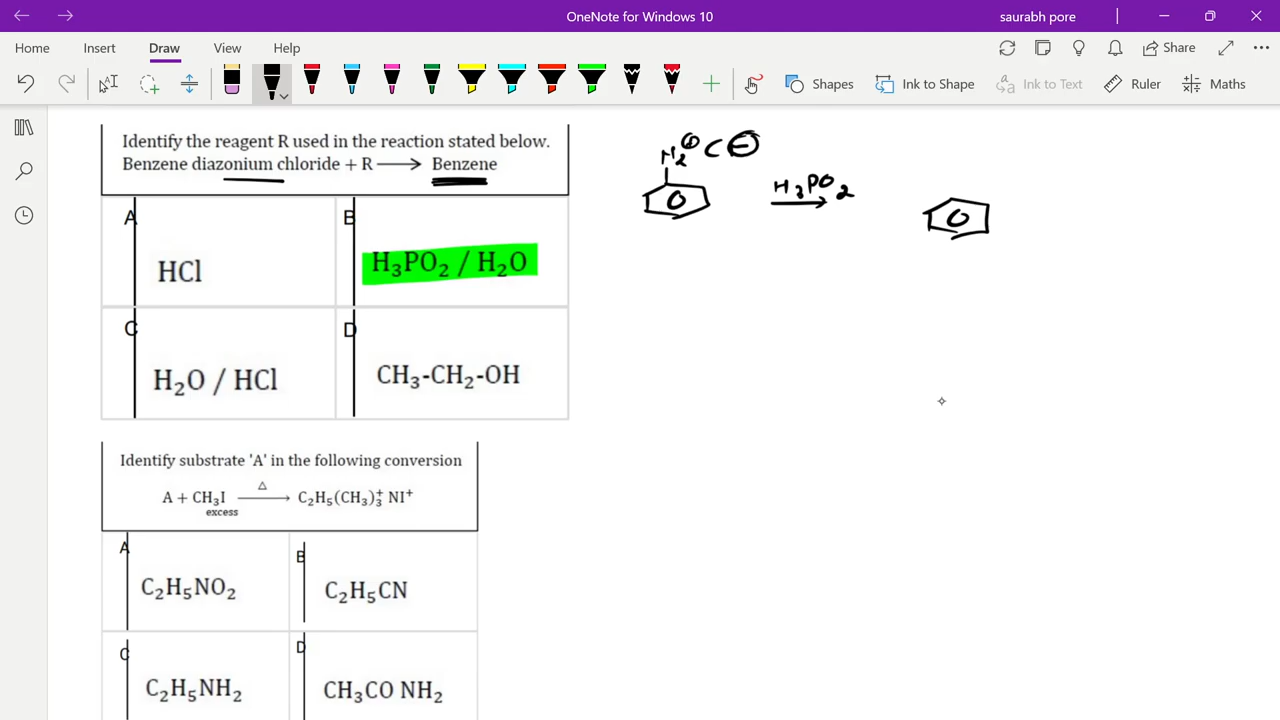 OneNote for Windows 10
saurabh pore
Home Insert Draw View Help
Share
Shapes Ink to Shape Ink to Text Ruler Maths
Identify the reagent R used in the reaction stated below.
Benzene diazonium chloride + R ⟶ Benzene
A
HCl
B
H₃PO₂ / H₂O
C
H₂O / HCl
D
CH₃-CH₂-OH
N₂⊕ C ⊖
H₃PO₂
Identify substrate 'A' in the following conversion
△
A + CH₃I ⟶ C₂H₅(CH₃)₃⁺ NI⁺
excess
A
C₂H₅NO₂
B
C₂H₅CN
C
C₂H₅NH₂
D
CH₃CO NH₂